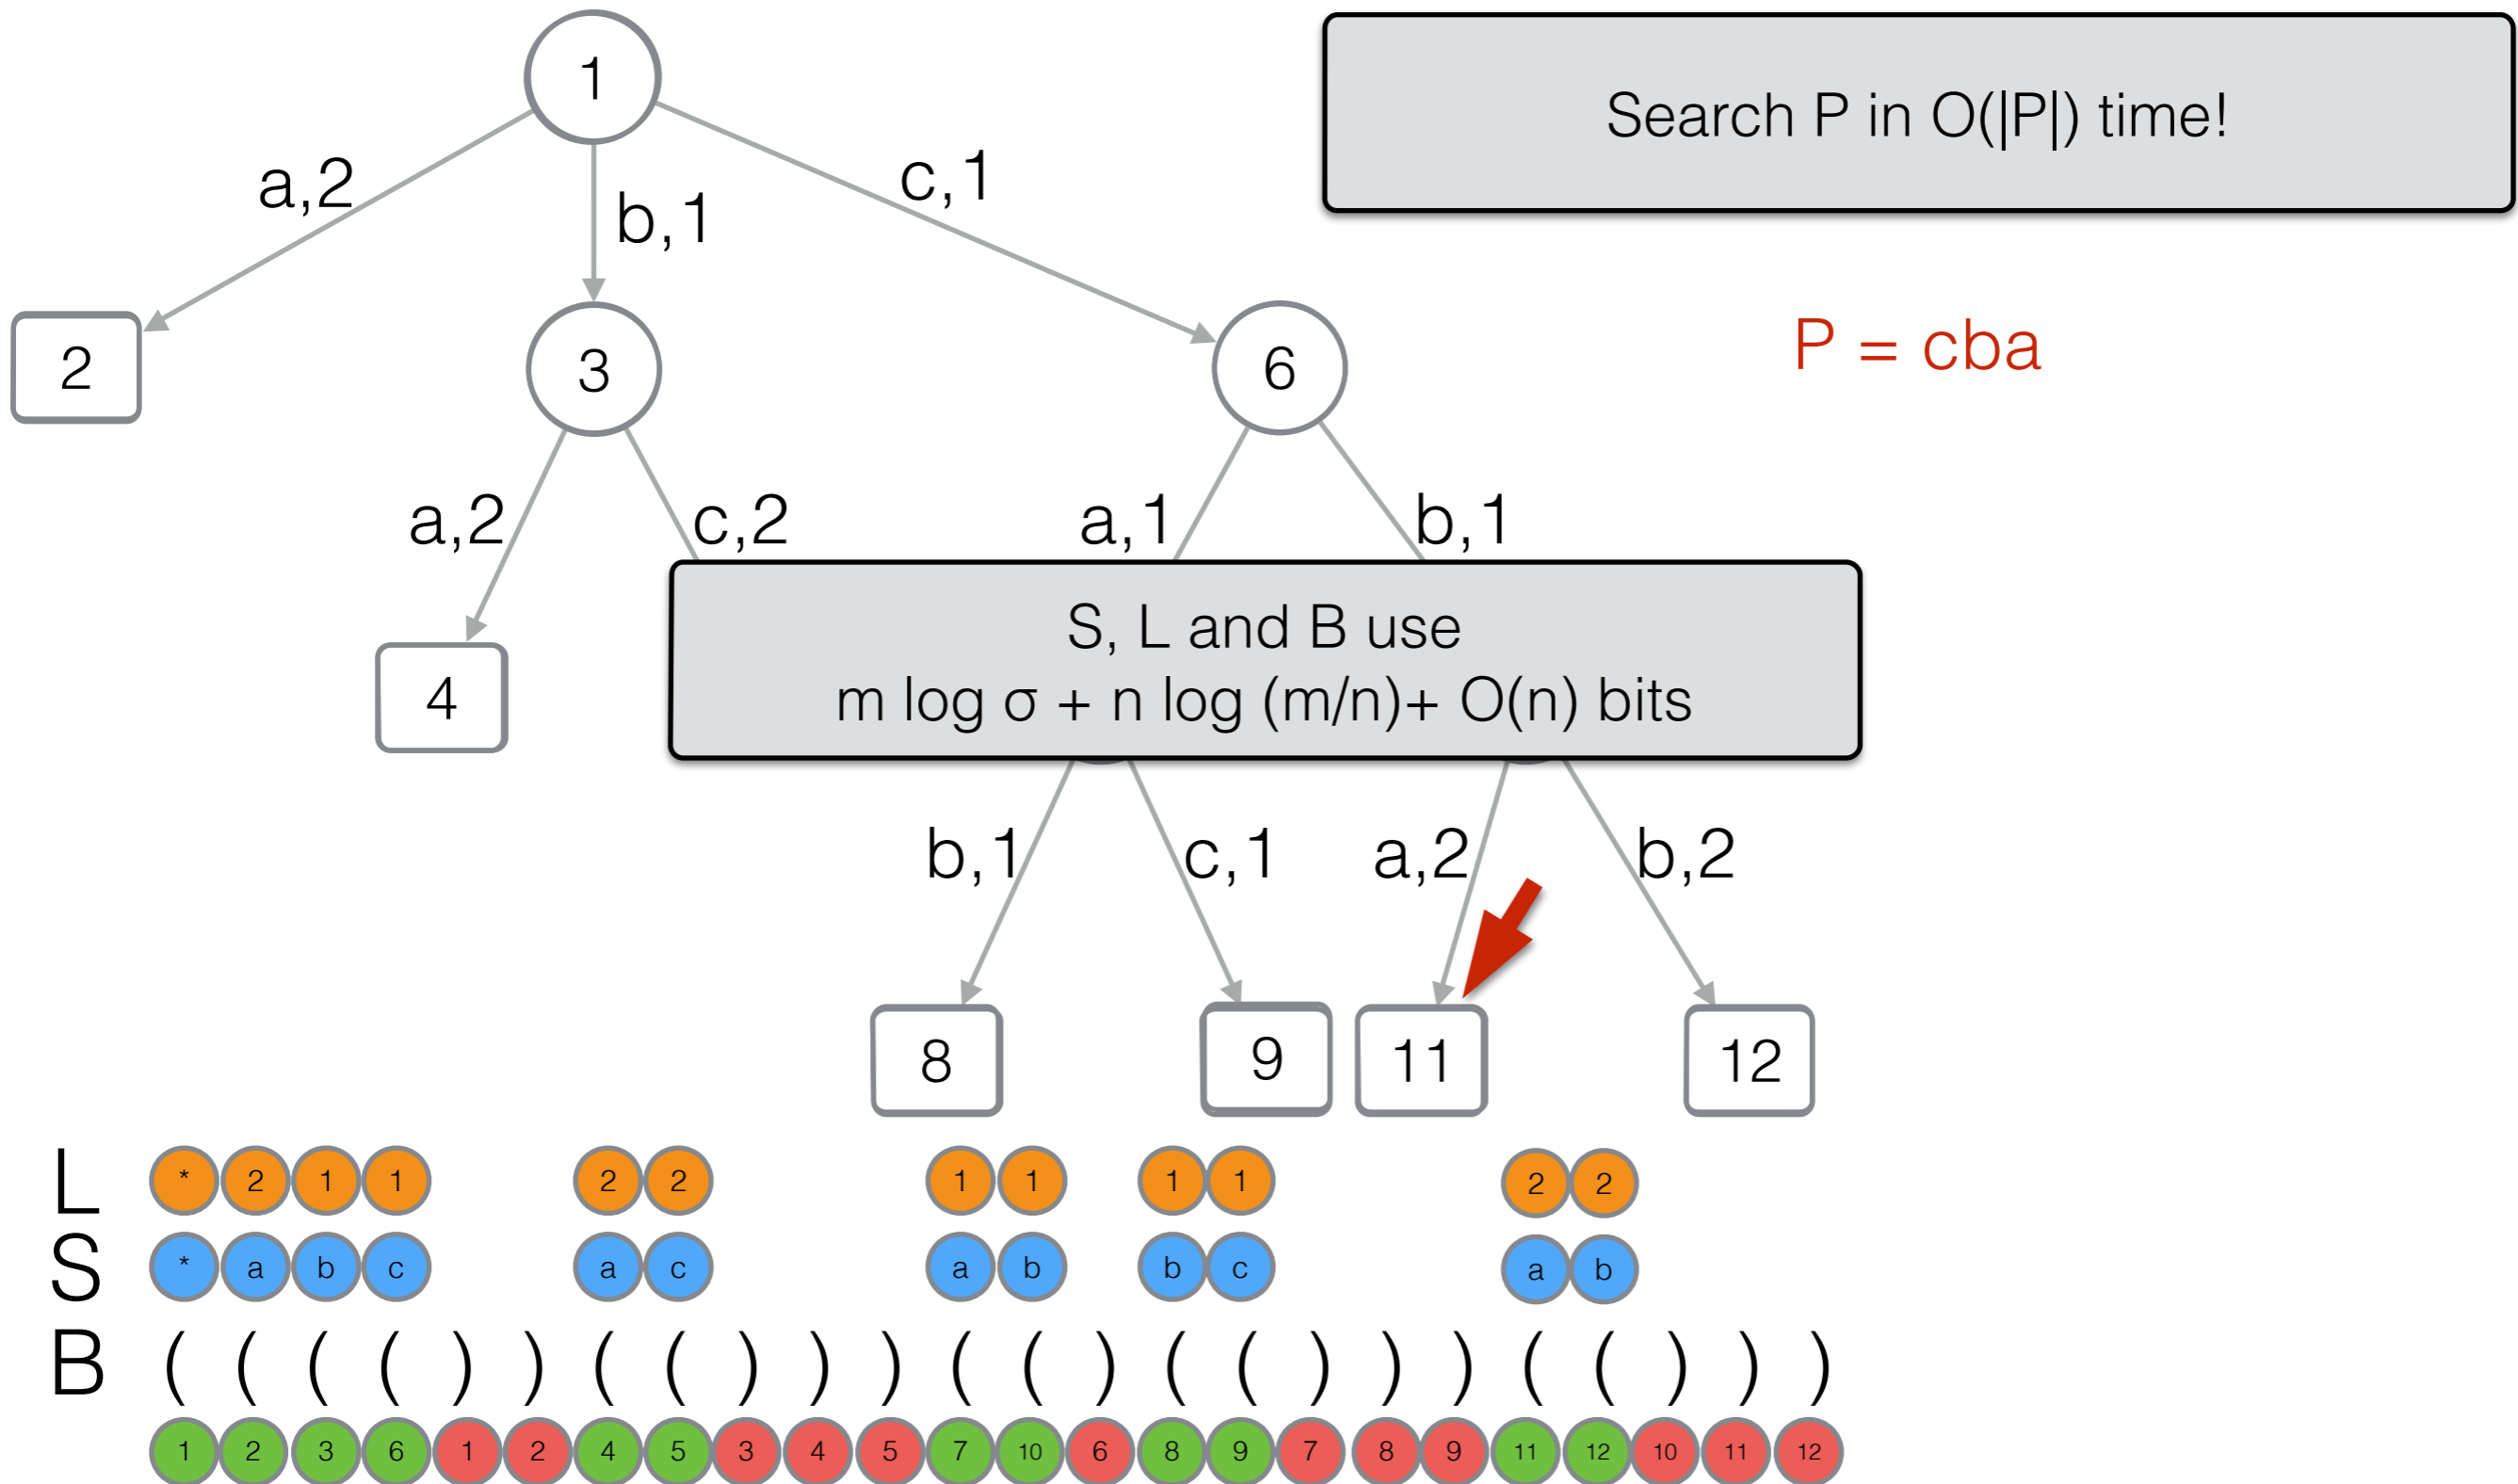 1
Search P in O(|P|) time!
a,2
b,1
c,1
P = cba
2
3
6
a,2
c,2
a,1
b,1
S, L and B use
m log σ + n log (m/n)+ O(n) bits
4
b,1
c,1
a,2
b,2
8
9
11
12
L * 2 1 1 2 2 1 1 1 1 2 2
S * a b c a c a b b c a b
B ( ( ( ( ) ) ( ( ) ) ) ( ( ) ( ( ) ) ) ( ( ) ) )
1 2 3 6 1 2 4 5 3 4 5 7 10 6 8 9 7 8 9 11 12 10 11 12